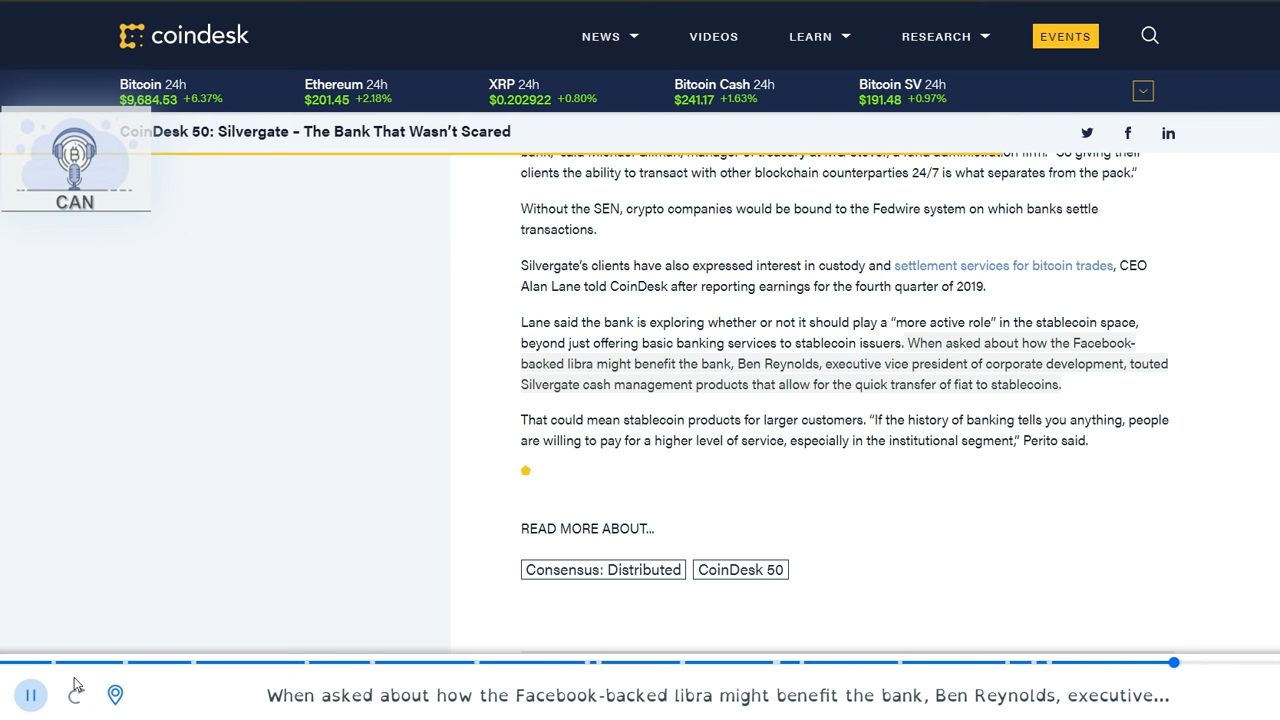 coindesk
NEWS
VIDEOS
LEARN
RESEARCH
EVENTS
Bitcoin 24h
$9,684.53 +6.37%
Ethereum 24h
$201.45 +2.18%
XRP 24h
$0.202922 +0.80%
Bitcoin Cash 24h
$241.17 +1.63%
Bitcoin SV 24h
$191.48 +0.97%
CAN
CoinDesk 50: Silvergate – The Bank That Wasn't Scared
clients the ability to transact with other blockchain counterparties 24/7 is what separates from the pack."
Without the SEN, crypto companies would be bound to the Fedwire system on which banks settle
transactions.
Silvergate's clients have also expressed interest in custody and settlement services for bitcoin trades, CEO
Alan Lane told CoinDesk after reporting earnings for the fourth quarter of 2019.
Lane said the bank is exploring whether or not it should play a "more active role" in the stablecoin space,
beyond just offering basic banking services to stablecoin issuers. When asked about how the Facebook-
backed libra might benefit the bank, Ben Reynolds, executive vice president of corporate development, touted
Silvergate cash management products that allow for the quick transfer of fiat to stablecoins.
That could mean stablecoin products for larger customers. "If the history of banking tells you anything, people
are willing to pay for a higher level of service, especially in the institutional segment," Perito said.
READ MORE ABOUT...
Consensus: Distributed
CoinDesk 50
When asked about how the Facebook-backed libra might benefit the bank, Ben Reynolds, executive...